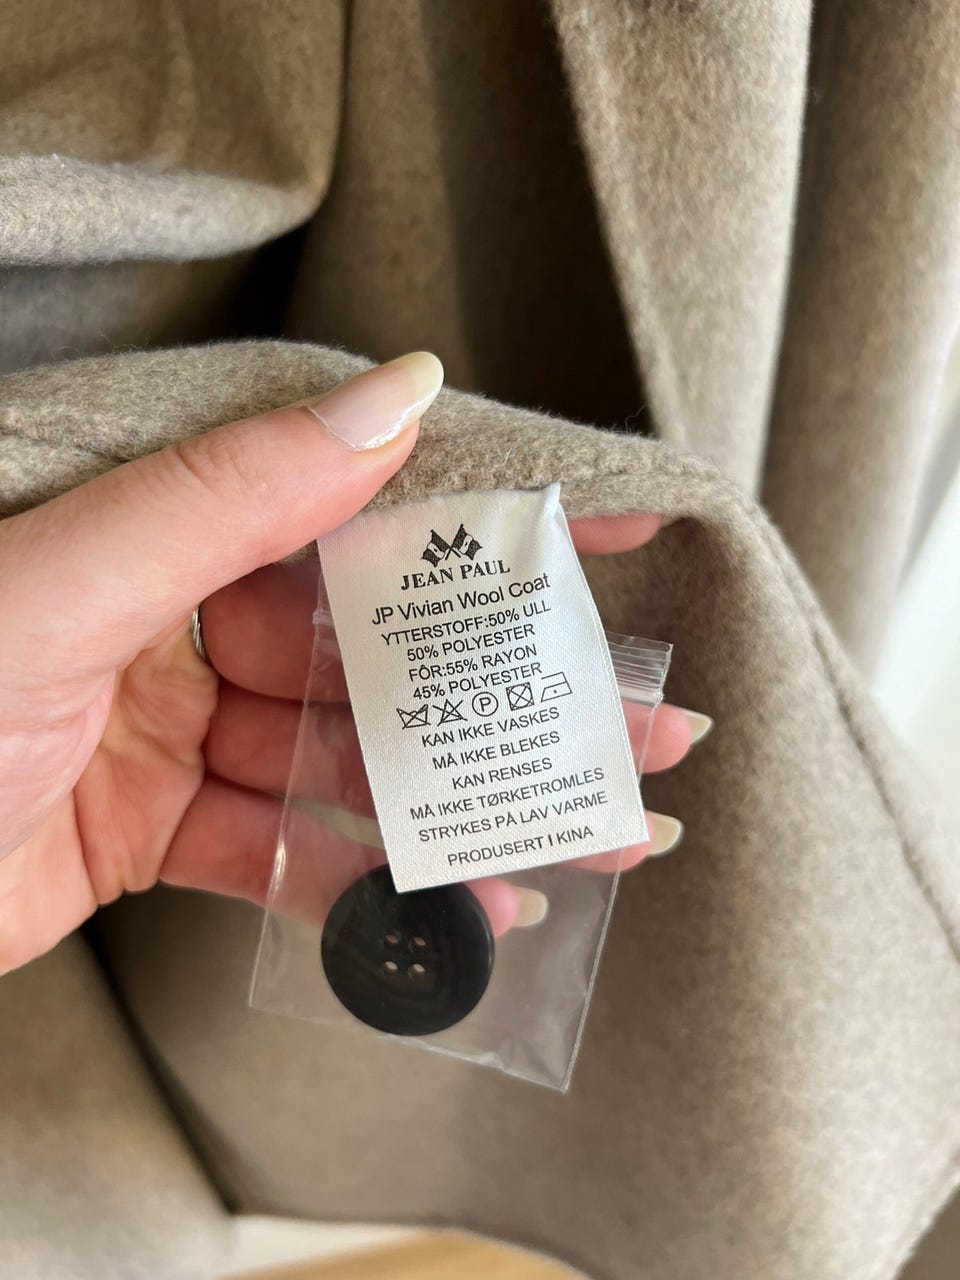 JEAN PAUL
JP Vivian Wool Coat
YTTERSTOFF:50% ULL
50% POLYESTER
FÔR:55% RAYON
45% POLYESTER
P
KAN IKKE VASKES
MÅ IKKE BLEKES
KAN RENSES
MÅ IKKE TØRKETROMLES
STRYKES PÅ LAV VARME
PRODUSERT I KINA